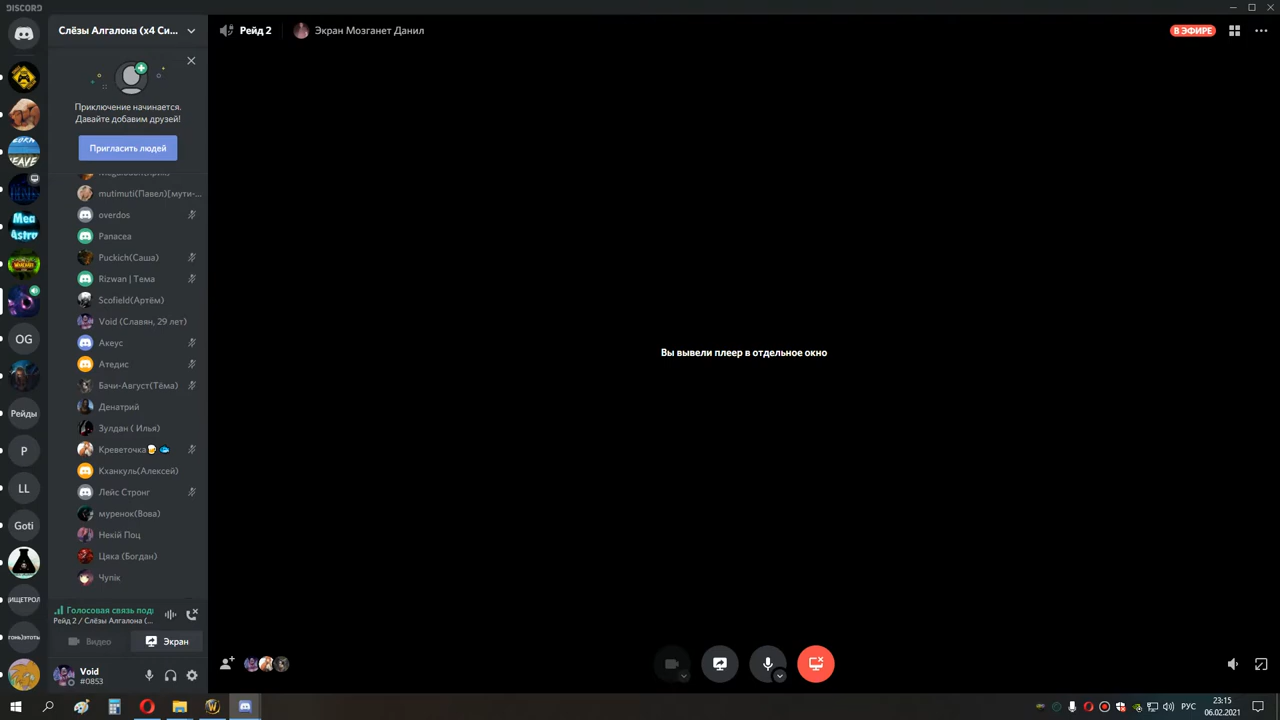 DISCORD
Слёзы Алгалона (x4 Си...
Рейд 2
Экран Мозганет Данил
В ЭФИРЕ
Приключение начинается.
Давайте добавим друзей!
Пригласить людей
mutimuti(Павел)[мути-...
overdos
Panacea
Puckich(Саша)
Rizwan | Тема
Scofield(Артём)
Void (Славян, 29 лет)
Акеус
Атедис
Бачи-Август(Тёма)
Денатрий
Зулдан ( Илья)
Креветочка
Кханкуль(Алексей)
Лейс Стронг
муренок(Вова)
Некій Поц
Цяка (Богдан)
Чупік
Mea
Astro
OG
Рейды
P
LL
Goti
Вы вывели плеер в отдельное окно
Голосовая связь под
Рейд 2 / Слёзы Алгалона (...
Видео
Экран
Void
#0853
РУС
23:15
06.02.2021